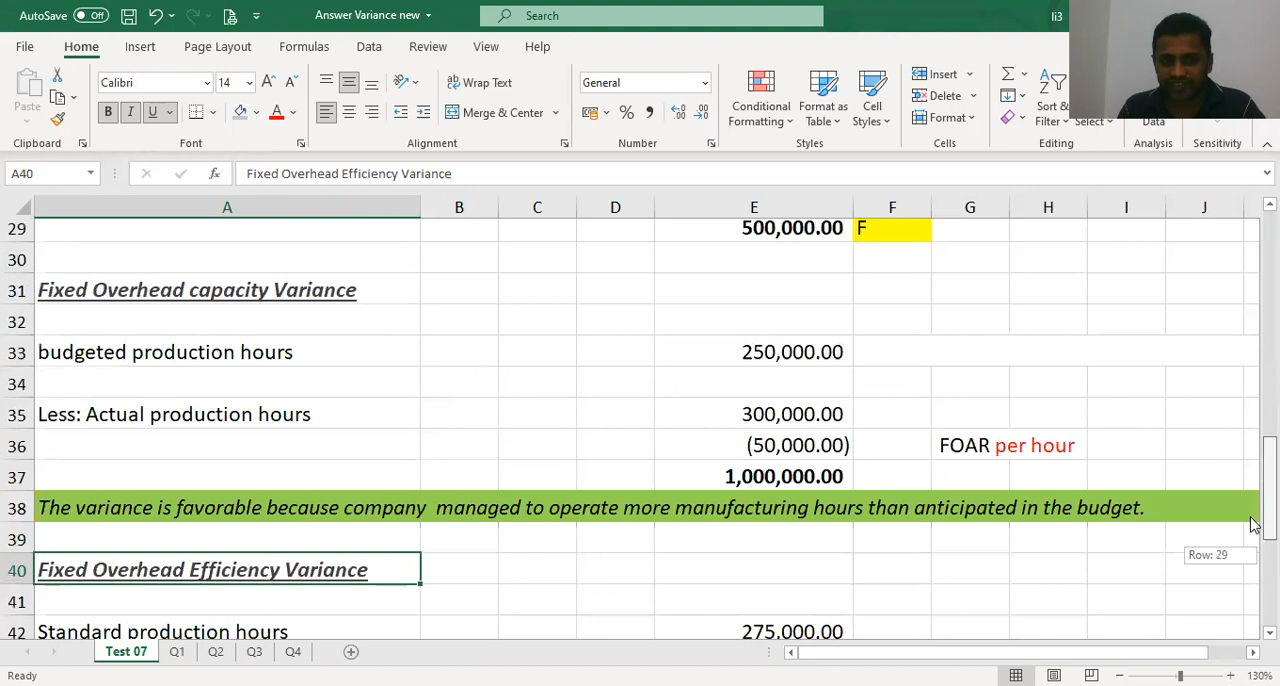 AutoSave Off Answer Variance new Search li3
File Home Insert Page Layout Formulas Data Review View Help
Paste Calibri 14 Wrap Text General Conditional Formatting Format as Table Cell Styles Insert Sort & Filter
B I U A Merge & Center % Delete Select Data
Format
Clipboard Font Alignment Number Styles Cells Editing Analysis Sensitivity
A40 fx Fixed Overhead Efficiency Variance
A B C D E F G H I J
29 500,000.00 F
30
31 Fixed Overhead capacity Variance
32
33 budgeted production hours 250,000.00
34
35 Less: Actual production hours 300,000.00
36 (50,000.00) FOAR per hour
37 1,000,000.00
38 The variance is favorable because company managed to operate more manufacturing hours than anticipated in the budget.
39
Row: 29
40 Fixed Overhead Efficiency Variance
41
42 Standard production hours 275,000.00
Test 07 Q1 Q2 Q3 Q4
Ready 130%